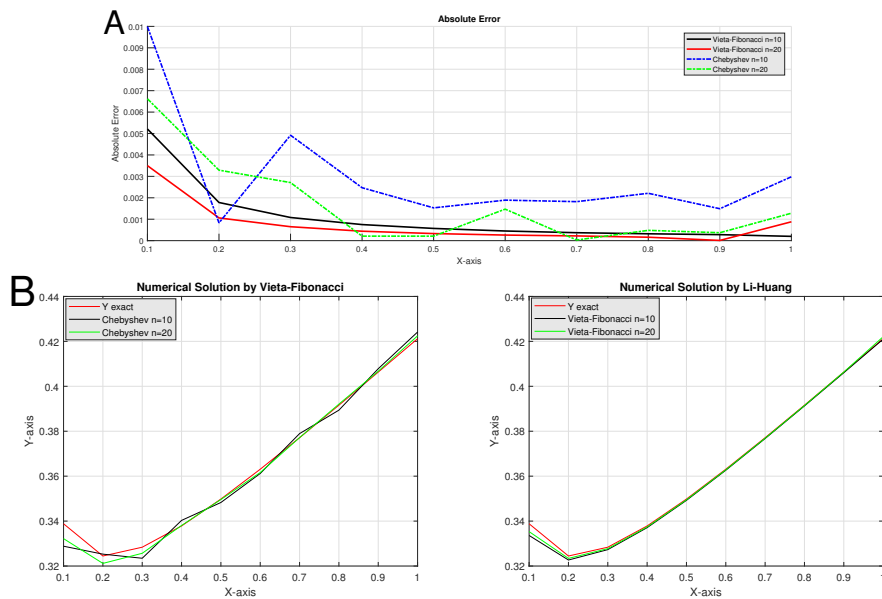 A
Absolute Error
0.01
0.009
0.008
0.007
0.006
0.005
0.004
0.003
0.002
0.001
0
Absolute Error
Vieta-Fibonacci n=10
Vieta-Fibonacci n=20
Chebyshev n=10
Chebyshev n=20
0.1 0.2 0.3 0.4 0.5 0.6 0.7 0.8 0.9 1
X-axis
B
Numerical Solution by Vieta-Fibonacci
0.44
0.42
0.4
0.38
0.36
0.34
0.32
Y-axis
Y exact
Chebyshev n=10
Chebyshev n=20
0.1 0.2 0.3 0.4 0.5 0.6 0.7 0.8 0.9 1
X-axis
Numerical Solution by Li-Huang
0.44
0.42
0.4
0.38
0.36
0.34
0.32
Y-axis
Y exact
Vieta-Fibonacci n=10
Vieta-Fibonacci n=20
0.1 0.2 0.3 0.4 0.5 0.6 0.7 0.8 0.9 1
X-axis